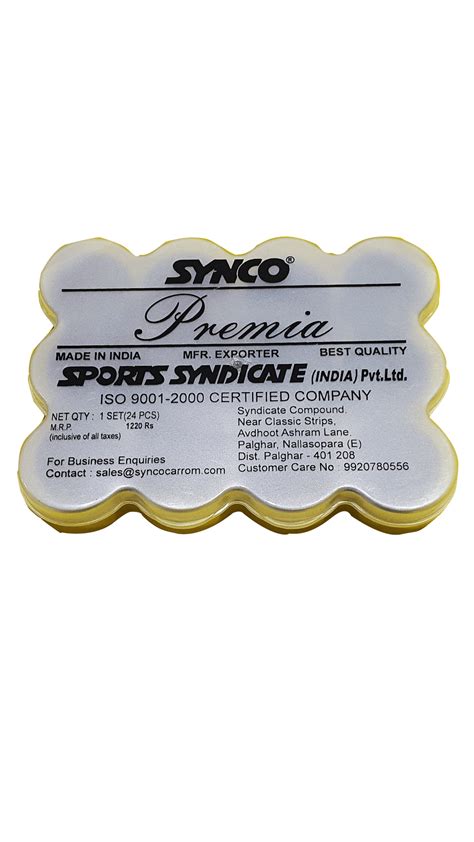 SYNCO®
Premia
MADE IN INDIA MFR. EXPORTER BEST QUALITY
SPORTS SYNDICATE (INDIA) Pvt.Ltd.
ISO 9001-2000 CERTIFIED COMPANY
NET QTY : 1 SET(24 PCS)
M.R.P. 1220 Rs
(inclusive of all taxes)
For Business Enquiries
Contact : sales@syncocarrom.com
Syndicate Compound,
Near Classic Strips,
Avdhoot Ashram Lane,
Palghar, Nallasopara (E)
Dist. Palghar - 401 208
Customer Care No : 9920780556